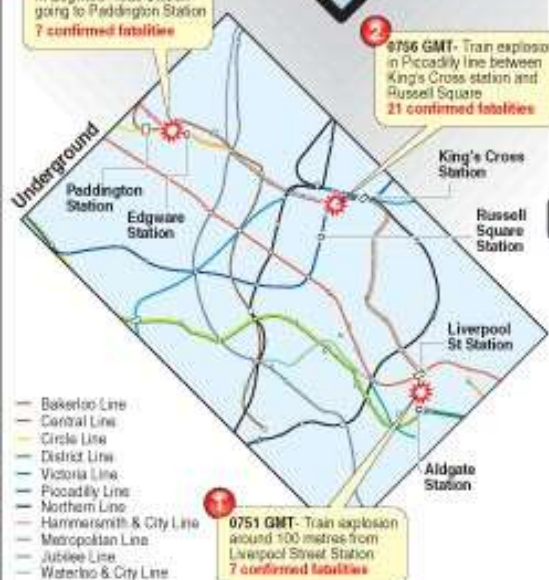 going to Paddington Station
7 confirmed fatalities
2
0756 GMT- Train explosion
in Piccadilly line between
King's Cross station and
Russell Square
21 confirmed fatalities
Underground
King's Cross
Station
Paddington
Station
Edgware
Station
Russell
Square
Station
Liverpool
St Station
Bakerloo Line
Central Line
Circle Line
District Line
Victoria Line
Piccadilly Line
Northern Line
Hammersmith & City Line
Metropolitan Line
Jubilee Line
Waterloo & City Line
Aldgate
Station
1
0751 GMT- Train explosion
around 100 metres from
Liverpool Street Station
7 confirmed fatalities